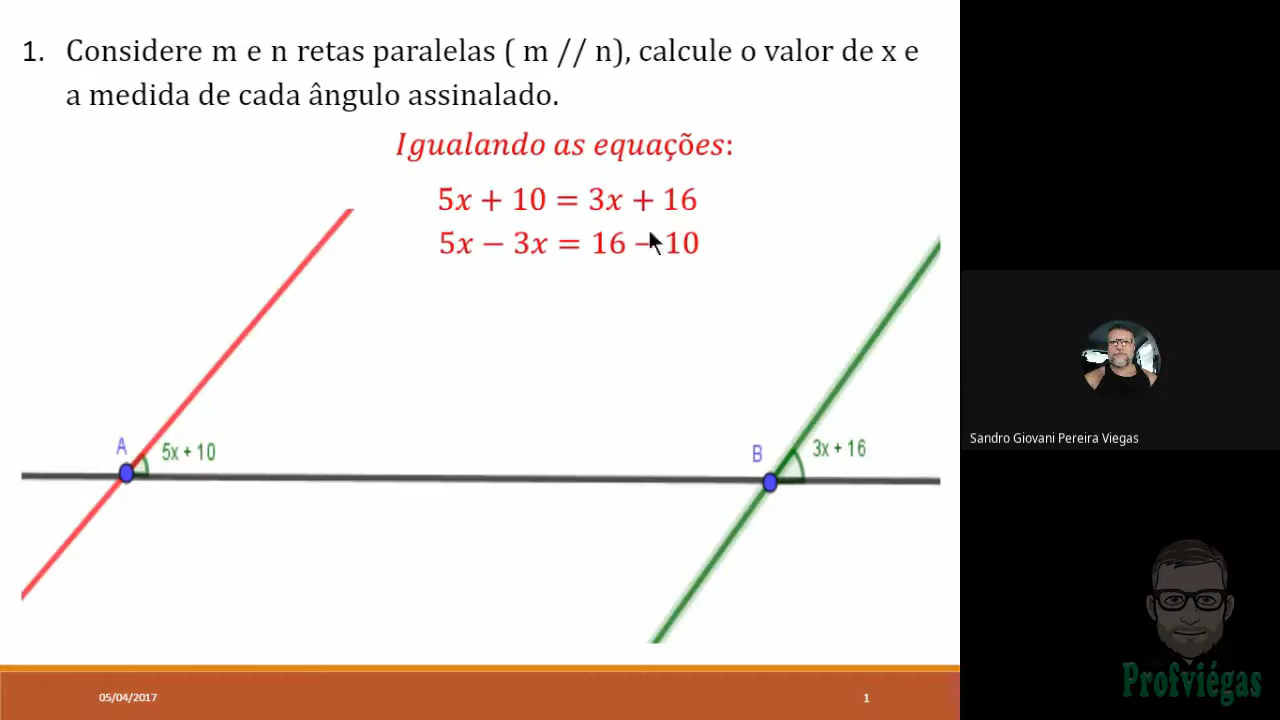 1. Considere m e n retas paralelas ( m // n), calcule o valor de x e
a medida de cada ângulo assinalado.
Igualando as equações:
5x + 10 = 3x + 16
5x − 3x = 16 − 10
A
5x + 10
B
3x + 16
Sandro Giovani Pereira Viegas
Profviégas
05/04/2017
1